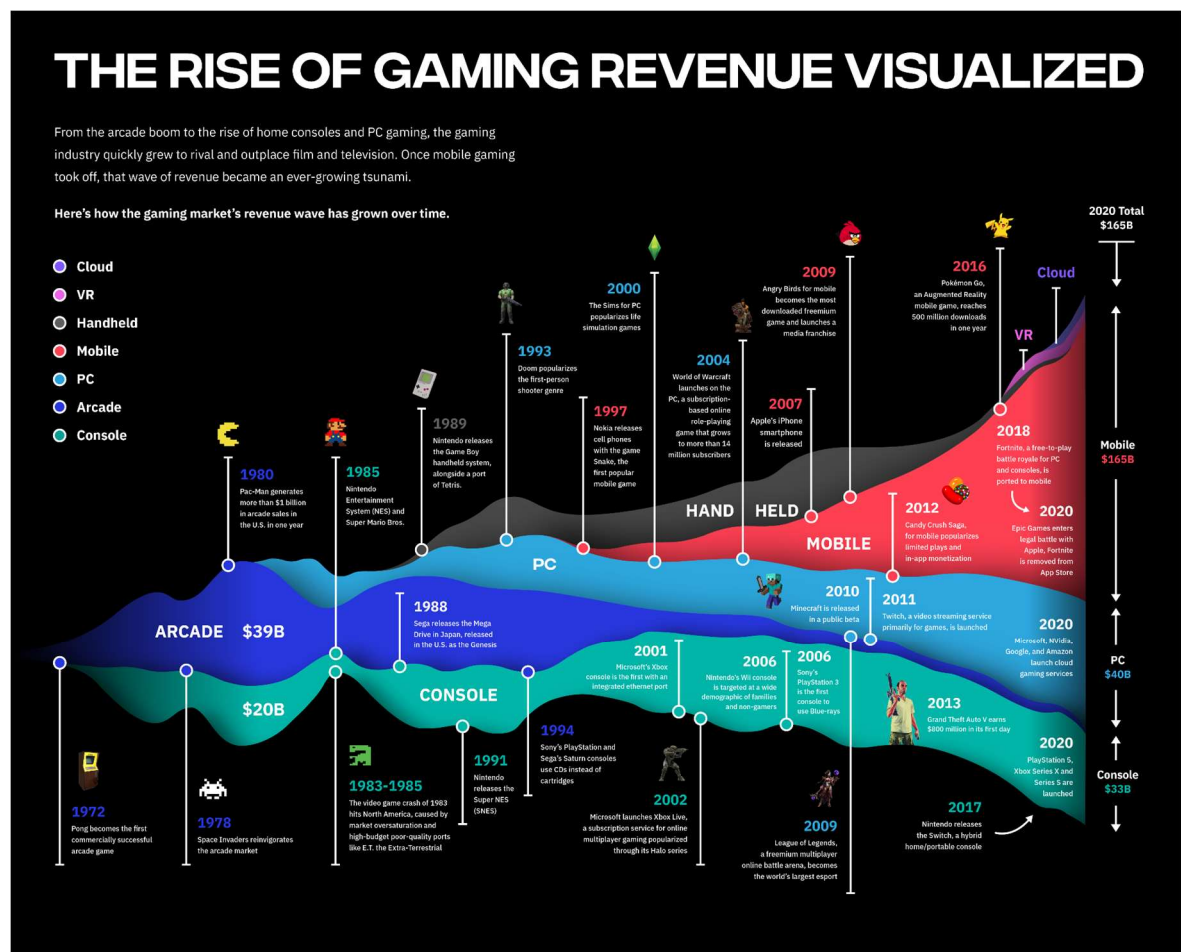 THE RISE OF GAMING REVENUE VISUALIZED
From the arcade boom to the rise of home consoles and PC gaming, the gaming
industry quickly grew to rival and outplace film and television. Once mobile gaming
took off, that wave of revenue became an ever-growing tsunami.
Here's how the gaming market's revenue wave has grown over time.
Cloud
VR
Handheld
Mobile
PC
Arcade
Console
1980
Pac-Man generates
more than $1 billion
in arcade sales in
the U.S. in one year
1985
Nintendo
Entertainment
System (NES) and
Super Mario Bros.
1989
Nintendo releases
the Game Boy
handheld system,
alongside a port
of Tetris.
1993
Doom popularizes
the first-person
shooter genre
1997
Nokia releases
cell phones
with the game
Snake, the
first popular
mobile game
2000
The Sims for PC
popularizes life
simulation games
2004
World of Warcraft
launches on the
PC, a subscription-
based online
role-playing
game that grows
to more than 14
million subscribers
2007
Apple's iPhone
smartphone
is released
2009
Angry Birds for mobile
becomes the most
downloaded freemium
game and launches a
media franchise
2016
Pokémon Go,
an Augmented Reality
mobile game, reaches
500 million downloads
in one year
Cloud
VR
2020 Total
$165B
Mobile
$165B
PC
$40B
Console
$33B
HAND HELD
MOBILE
PC
ARCADE $39B
$20B
CONSOLE
2018
Fortnite, a free-to-play
battle royale for PC
and consoles, is
ported to mobile
2020
Epic Games enters
legal battle with
Apple, Fortnite
is removed from
App Store
2012
Candy Crush Saga,
for mobile popularizes
limited plays and
in-app monetization
2010
Minecraft is released
in a public beta
2011
Twitch, a video streaming service
primarily for games, is launched
2020
Microsoft, NVidia,
Google, and Amazon
launch cloud
gaming services
1988
Sega releases the Mega
Drive in Japan, released
in the U.S. as the Genesis
2001
Microsoft's Xbox
console is the first with an
integrated ethernet port
2006
Nintendo's Wii console
is targeted at a wide
demographic of families
and non-gamers
2006
Sony's
PlayStation 3
is the first
console to
use Blue-rays
2013
Grand Theft Auto V earns
$800 million in its first day
2020
PlayStation 5,
Xbox Series X and
Series S are
launched
1972
Pong becomes the first
commercially successful
arcade game
1978
Space Invaders reinvigorates
the arcade market
1983-1985
The video game crash of 1983
hits North America, caused by
market oversaturation and
high-budget poor-quality ports
like E.T. the Extra-Terrestrial
1991
Nintendo
releases the
Super NES
(SNES)
1994
Sony's PlayStation and
Sega's Saturn consoles
use CDs instead of
cartridges
2002
Microsoft launches Xbox Live,
a subscription service for online
multiplayer gaming popularized
through its Halo series
2009
League of Legends,
a freemium multiplayer
online battle arena, becomes
the world's largest esport
2017
Nintendo releases
the Switch, a hybrid
home/portable console